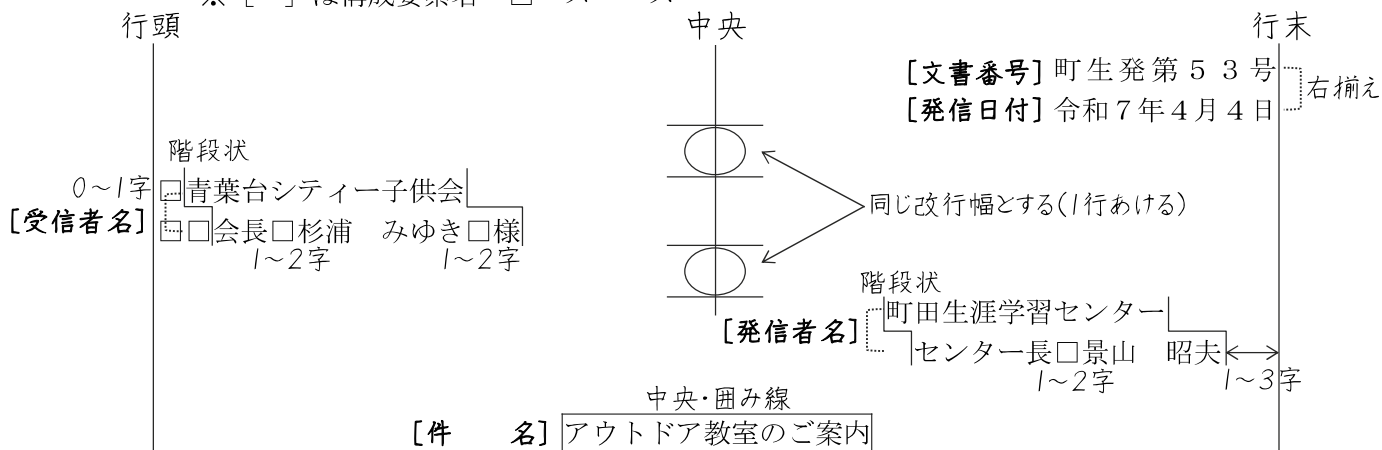 行頭 中央 行末
[文書番号] 町生発第５３号
[発信日付] 令和７年４月４日
右揃え
階段状
0～1字 □青葉台シティー子供会
[受信者名] □□会長□杉浦　みゆき□様
1～2字 1～2字
同じ改行幅とする(1行あける)
階段状
町田生涯学習センター
[発信者名] センター長□景山　昭夫
1～2字 1～3字
中央・囲み線
[件　　名] アウトドア教室のご案内